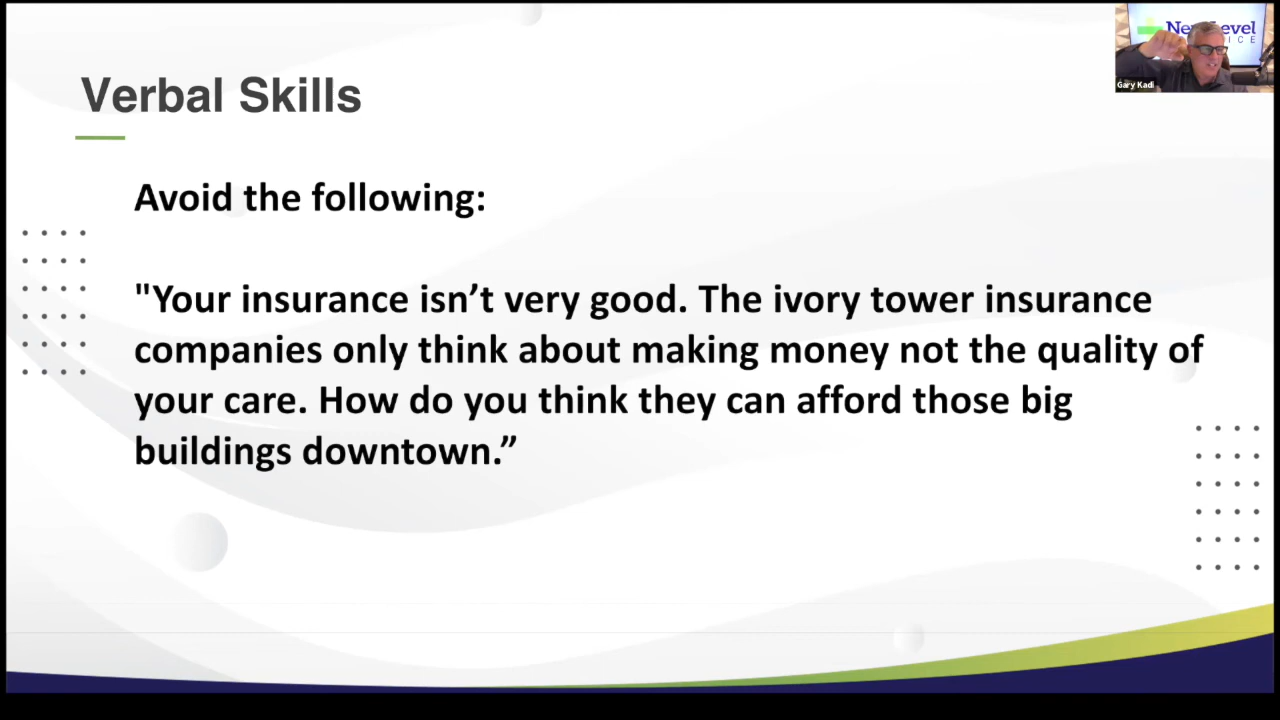 Verbal Skills
Avoid the following:
"Your insurance isn’t very good. The ivory tower insurance
companies only think about making money not the quality of
your care. How do you think they can afford those big
buildings downtown.”
Gary Kadi